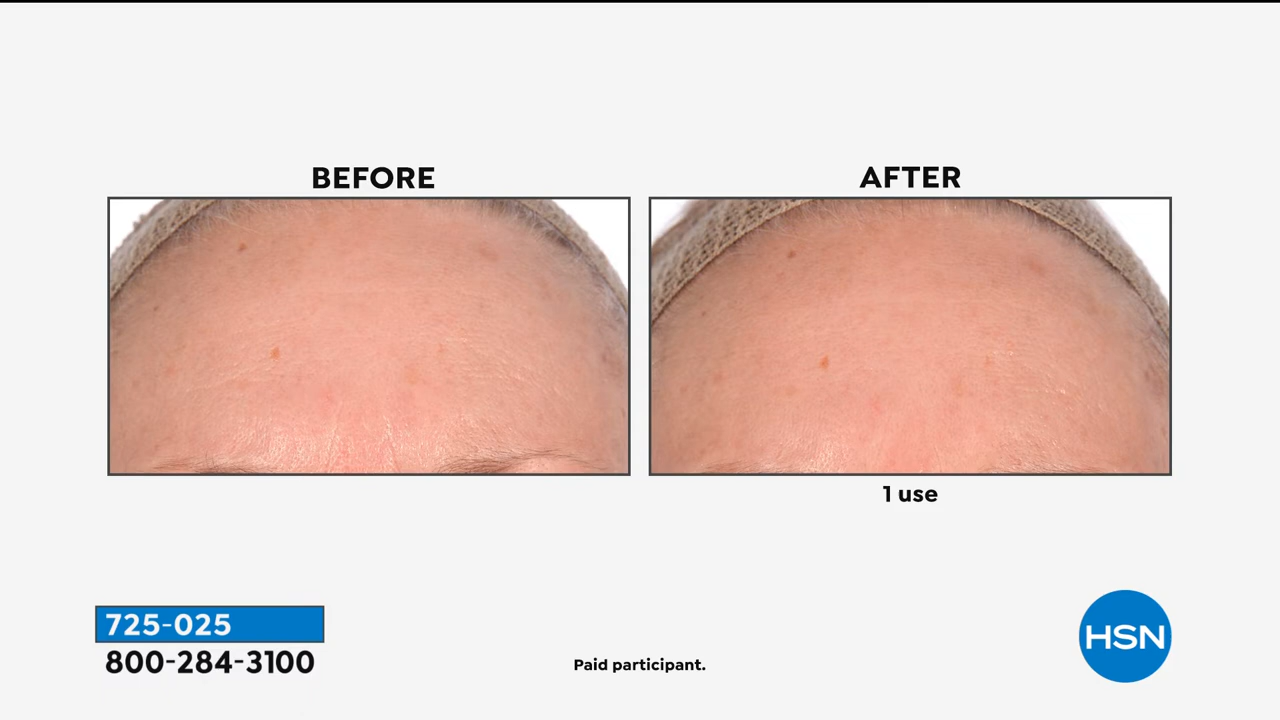 BEFORE
AFTER
1 use
725-025
800-284-3100
Paid participant.
HSN